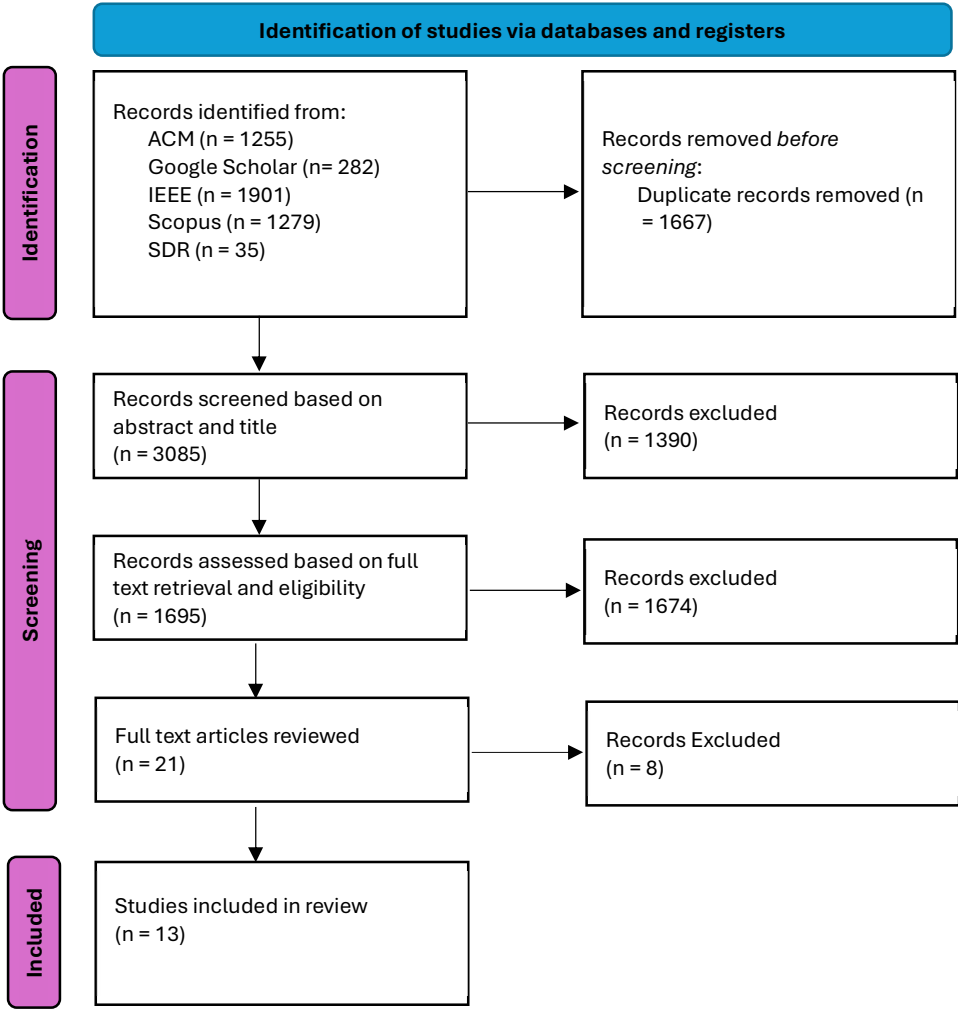 Identification of studies via databases and registers
Identification
Records identified from:
ACM (n = 1255)
Google Scholar (n= 282)
IEEE (n = 1901)
Scopus (n = 1279)
SDR (n = 35)
Records removed before
screening:
Duplicate records removed (n
= 1667)
Screening
Records screened based on
abstract and title
(n = 3085)
Records excluded
(n = 1390)
Records assessed based on full
text retrieval and eligibility
(n = 1695)
Records excluded
(n = 1674)
Full text articles reviewed
(n = 21)
Records Excluded
(n = 8)
Included
Studies included in review
(n = 13)